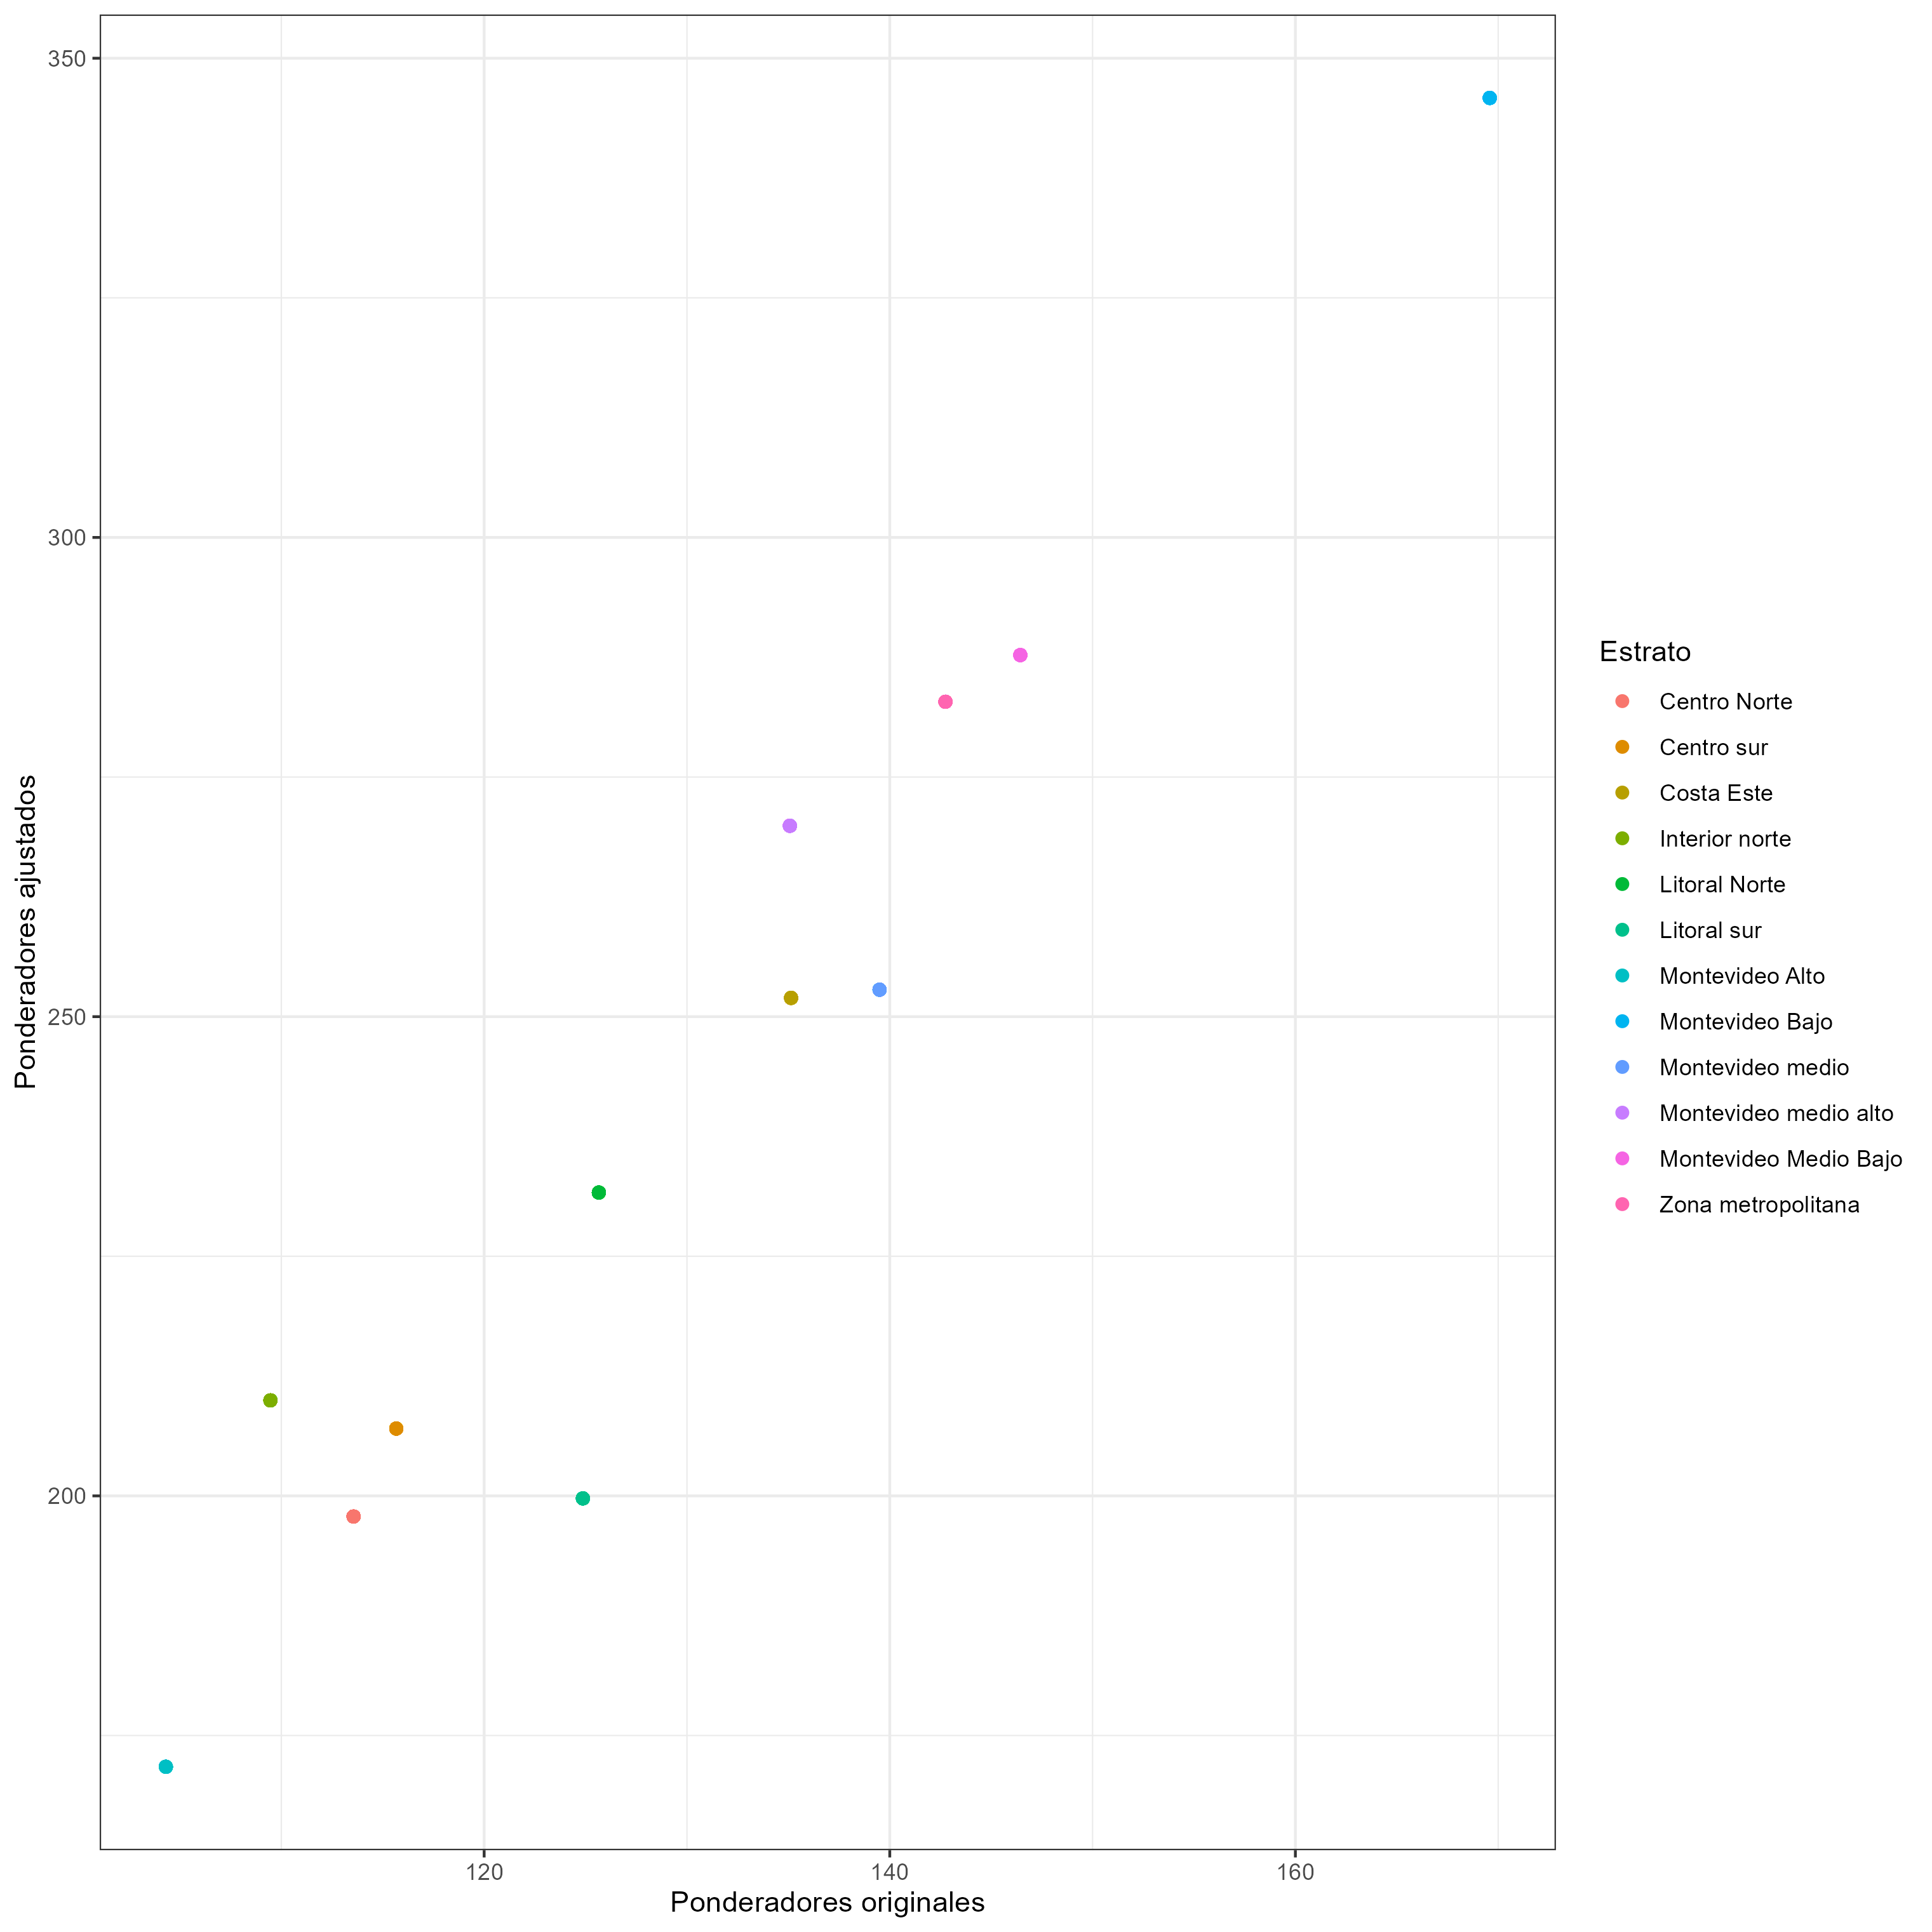 350
300
250
200
Ponderadores ajustados
120
140
160
Ponderadores originales
Estrato
Centro Norte
Centro sur
Costa Este
Interior norte
Litoral Norte
Litoral sur
Montevideo Alto
Montevideo Bajo
Montevideo medio
Montevideo medio alto
Montevideo Medio Bajo
Zona metropolitana